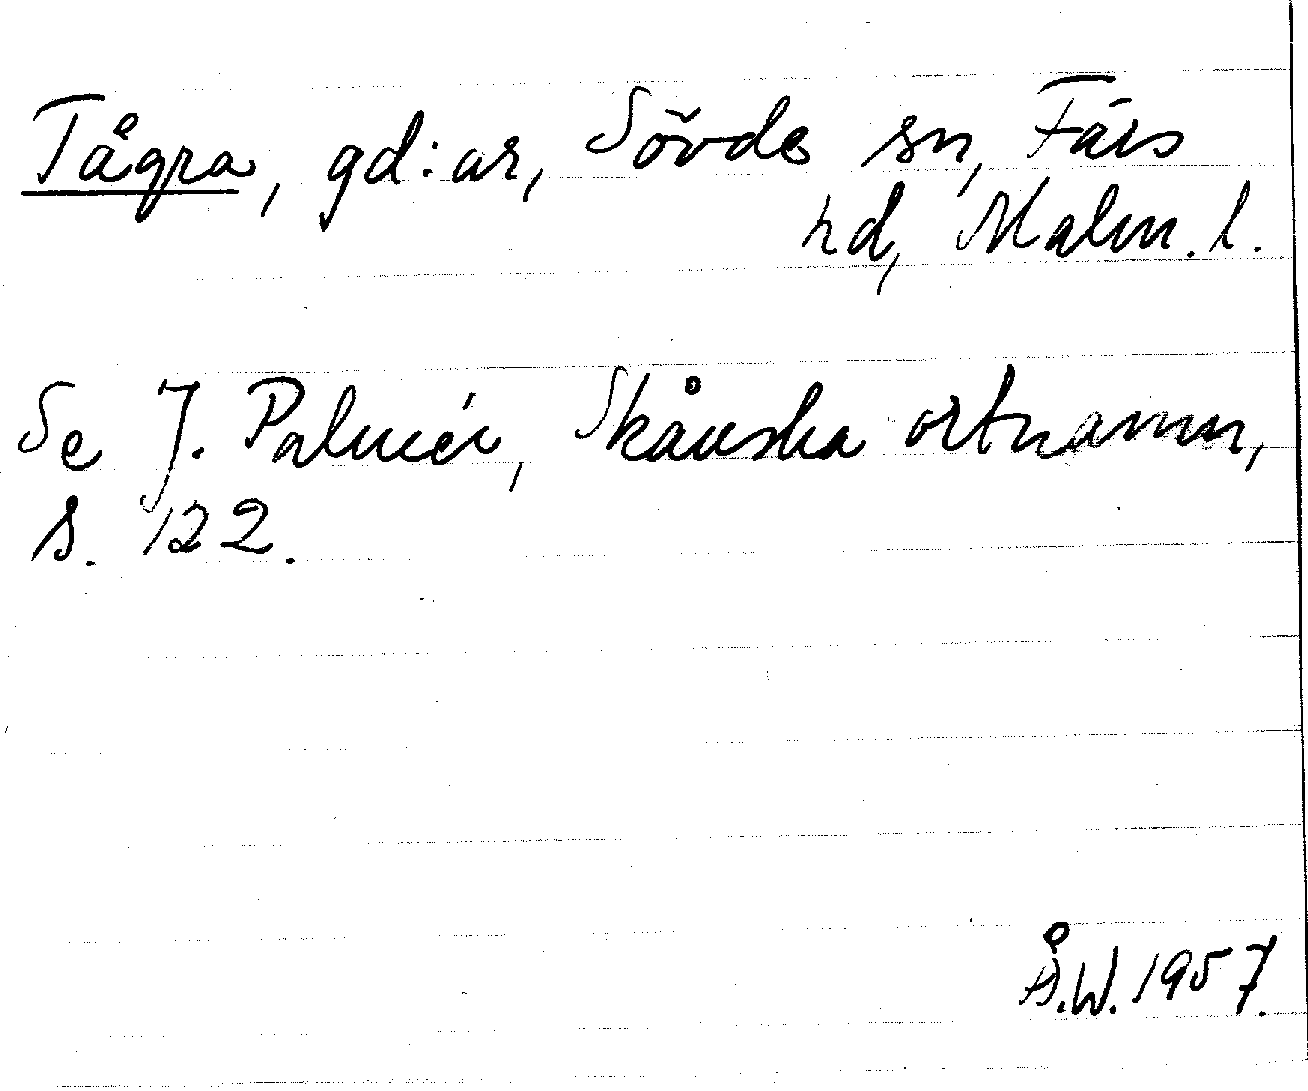 Tågra, gd:ar, Sövde sn, Färs
hd, Malm. l.
Se J. Palmér, Skånska ortnamn,
s. 122.
Å.W. 1957.